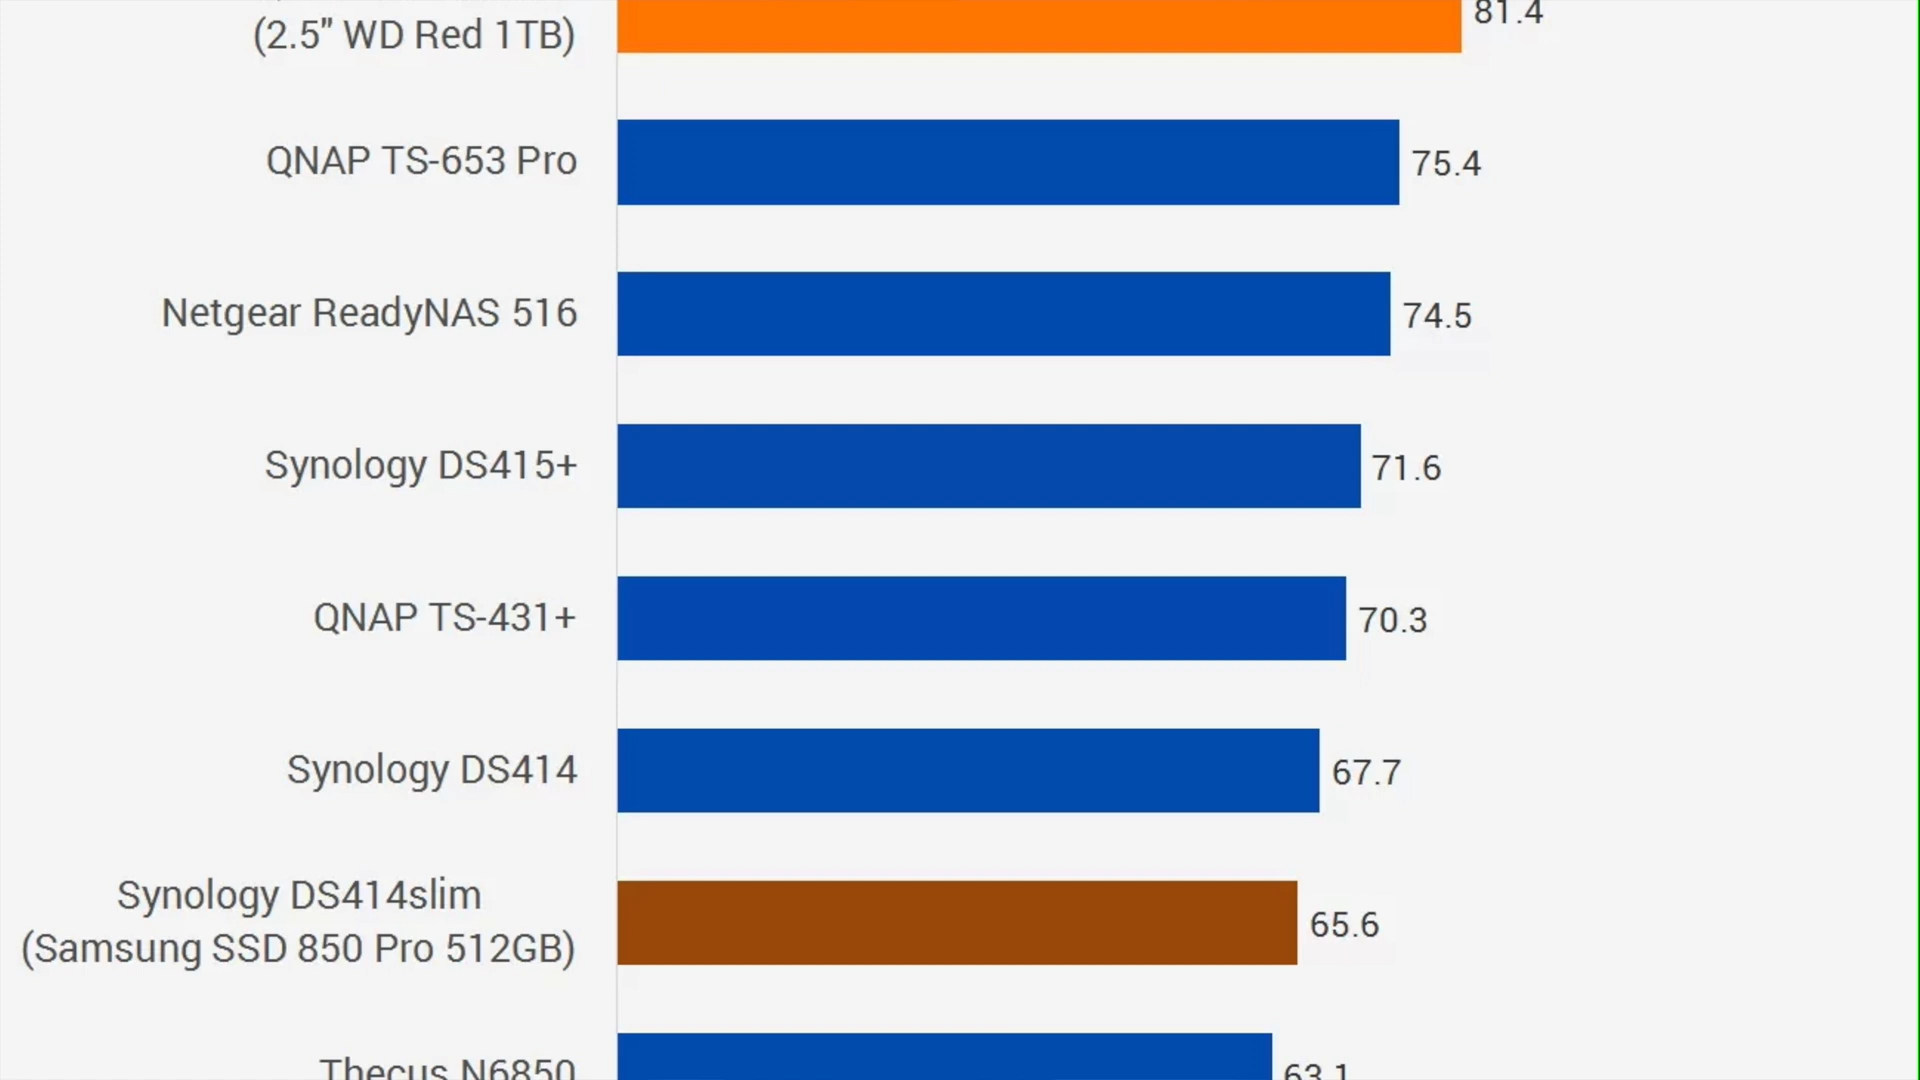 (2.5" WD Red 1TB) 81.4
QNAP TS-653 Pro 75.4
Netgear ReadyNAS 516 74.5
Synology DS415+ 71.6
QNAP TS-431+ 70.3
Synology DS414 67.7
Synology DS414slim
(Samsung SSD 850 Pro 512GB) 65.6
Thecus N6850 63.1